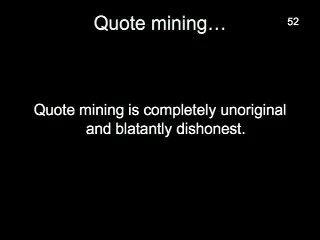 Quote mining…
52
Quote mining is completely unoriginal
and blatantly dishonest.